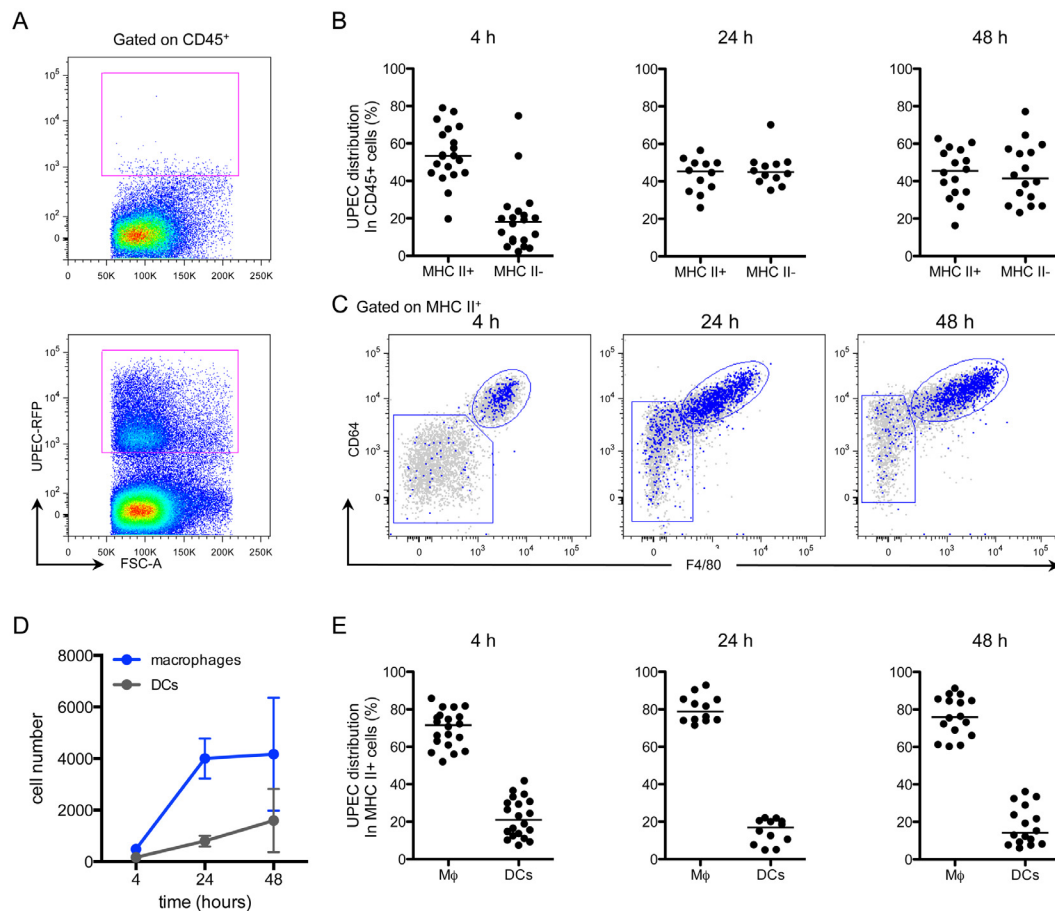 A
Gated on CD45⁺
10⁵
10⁴
10³
10²
0
0 50K 100K 150K 200K 250K
10⁵
10⁴
10³
10²
0
UPEC-RFP
0 50K 100K 150K 200K 250K
FSC-A
B
4 h
24 h
48 h
UPEC distribution
In CD45+ cells (%)
100
80
60
40
20
0
MHC II+ MHC II-
100
80
60
40
20
0
MHC II+ MHC II-
100
80
60
40
20
0
MHC II+ MHC II-
C Gated on MHC II⁺
4 h
24 h
48 h
CD64
10⁵
10⁴
10³
0
0 10³ 10⁴ 10⁵
10⁵
10⁴
10³
0
0 10³ 10⁴ 10⁵
10⁵
10⁴
10³
0
0 10³ 10⁴ 10⁵
F4/80
D
macrophages
DCs
cell number
8000
6000
4000
2000
0
4 24 48
time (hours)
E
4 h
24 h
48 h
UPEC distribution
In MHC II+ cells (%)
100
80
60
40
20
0
Mϕ DCs
100
80
60
40
20
0
Mϕ DCs
100
80
60
40
20
0
Mϕ DCs